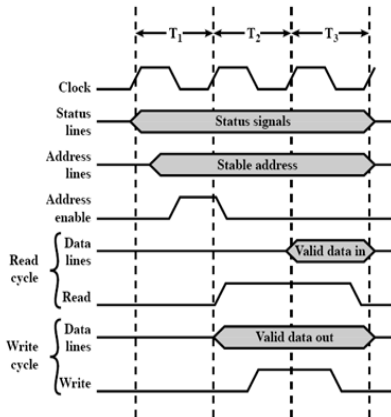 T1 T2 T3
Clock
Status lines
Status signals
Address lines
Stable address
Address enable
Read cycle
Data lines
Valid data in
Read
Write cycle
Data lines
Valid data out
Write